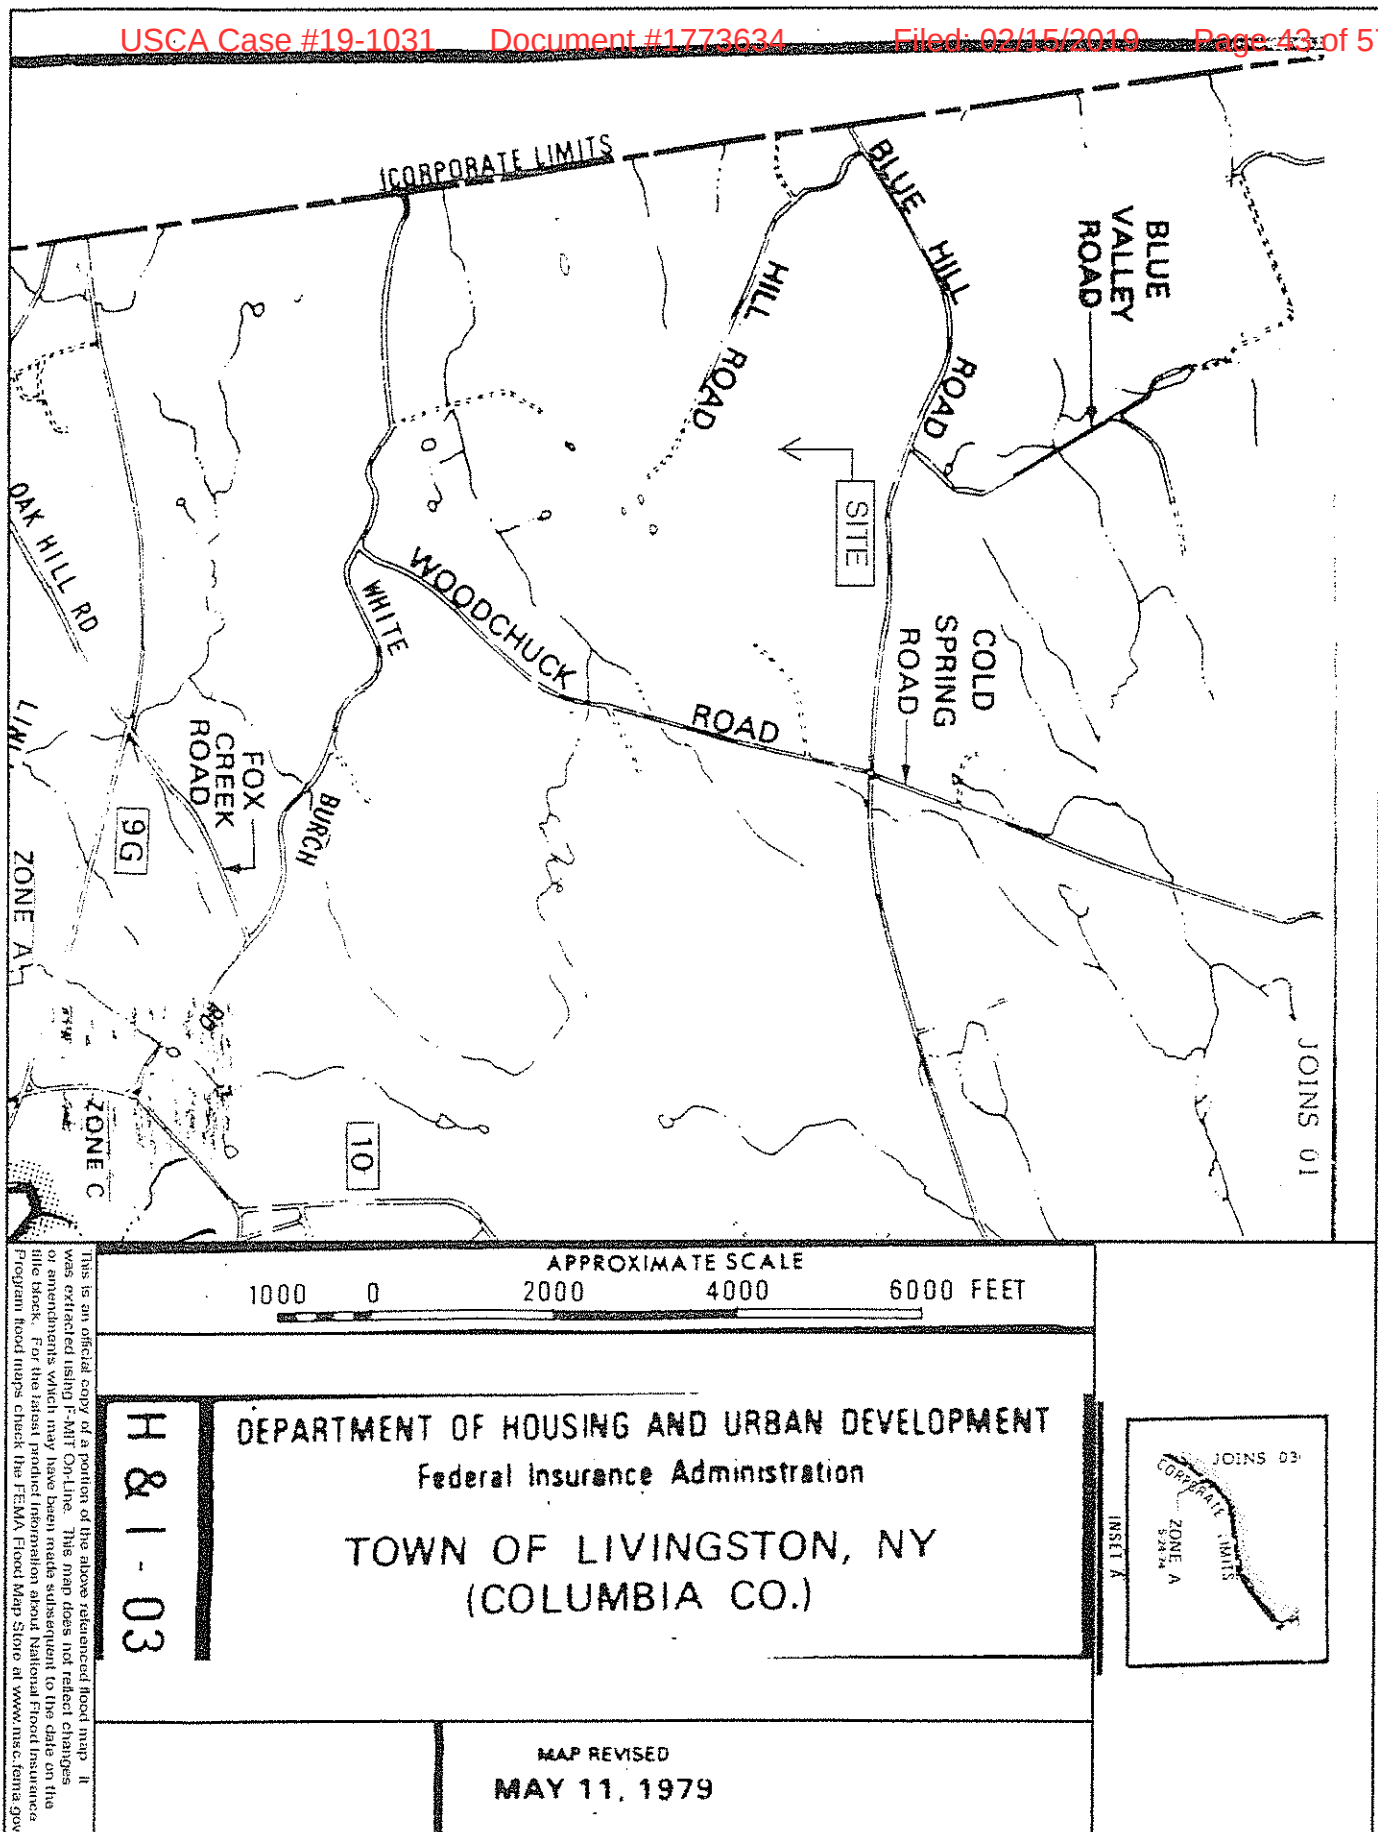 USCA Case #19-1031 Document #1773634 Filed: 02/15/2019 Page 43 of 57
CORPORATE LIMITS
BLUE HILL ROAD
BLUE
VALLEY
ROAD
HILL ROAD
SITE
OAK HILL RD
WOODCHUCK ROAD
WHITE BURCH RD
COLD
SPRING
ROAD
FOX
CREEK
ROAD
9G
ZONE A
ZONE C
10
JOINS 01
APPROXIMATE SCALE
1000 0 2000 4000 6000 FEET
H & I - 03
DEPARTMENT OF HOUSING AND URBAN DEVELOPMENT
Federal Insurance Administration
TOWN OF LIVINGSTON, NY
(COLUMBIA CO.)
MAP REVISED
MAY 11, 1979
JOINS 03
CORPORATE LIMITS
ZONE A
5-24-74
INSET A
This is an official copy of a portion of the above referenced flood map. It
was extracted using F-MIT On-Line. This map does not reflect changes
or amendments which may have been made subsequent to the date on the
title block. For the latest product information about National Flood Insurance
Program flood maps check the FEMA Flood Map Store at www.msc.fema.gov